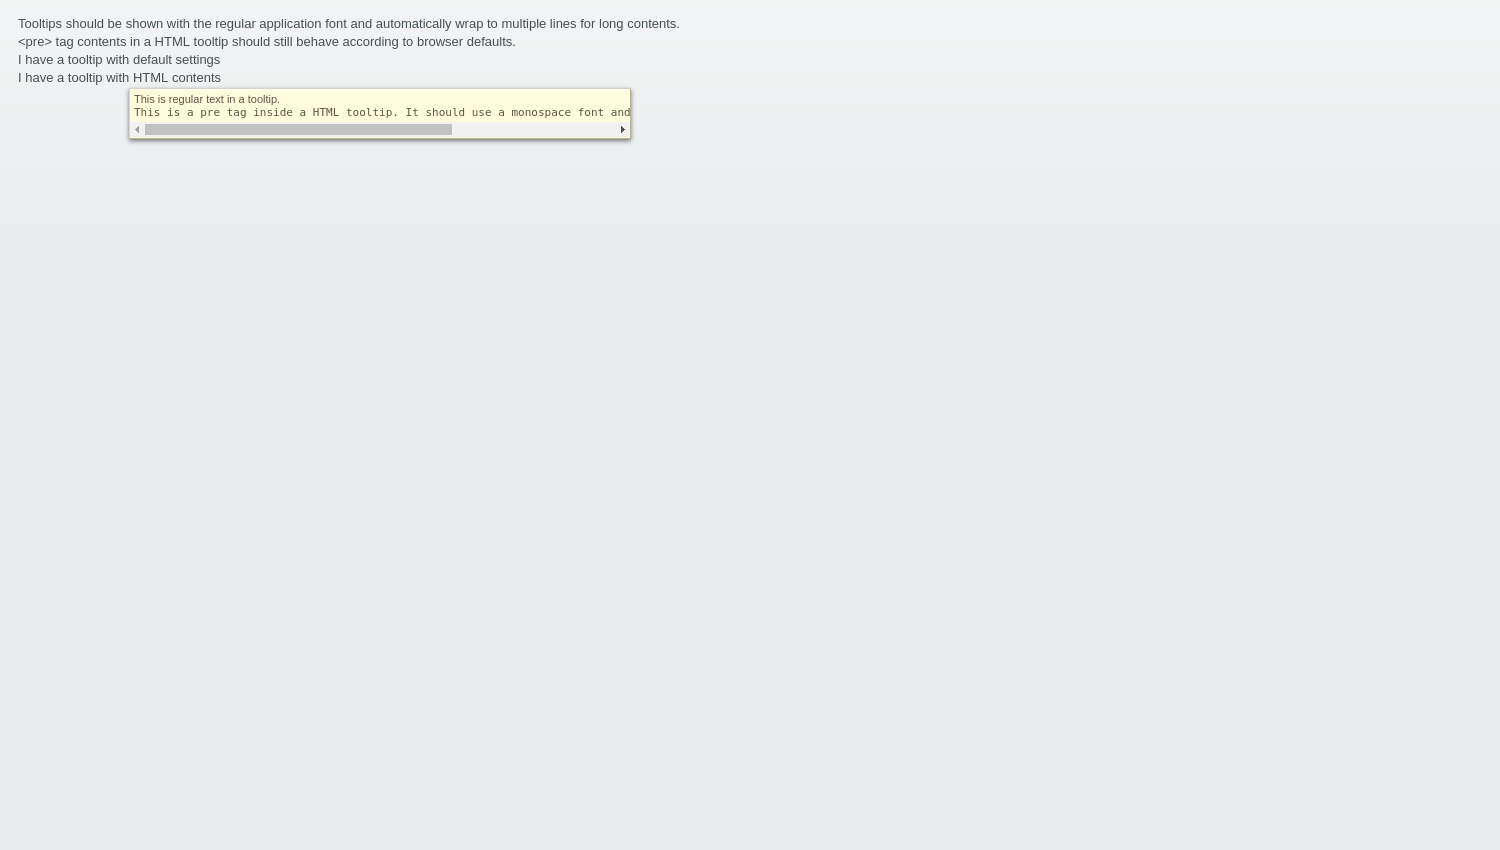 Tooltips should be shown with the regular application font and automatically wrap to multiple lines for long contents.
<pre> tag contents in a HTML tooltip should still behave according to browser defaults.
I have a tooltip with default settings
I have a tooltip with HTML contents
This is regular text in a tooltip.
This is a pre tag inside a HTML tooltip. It should use a monospace font and